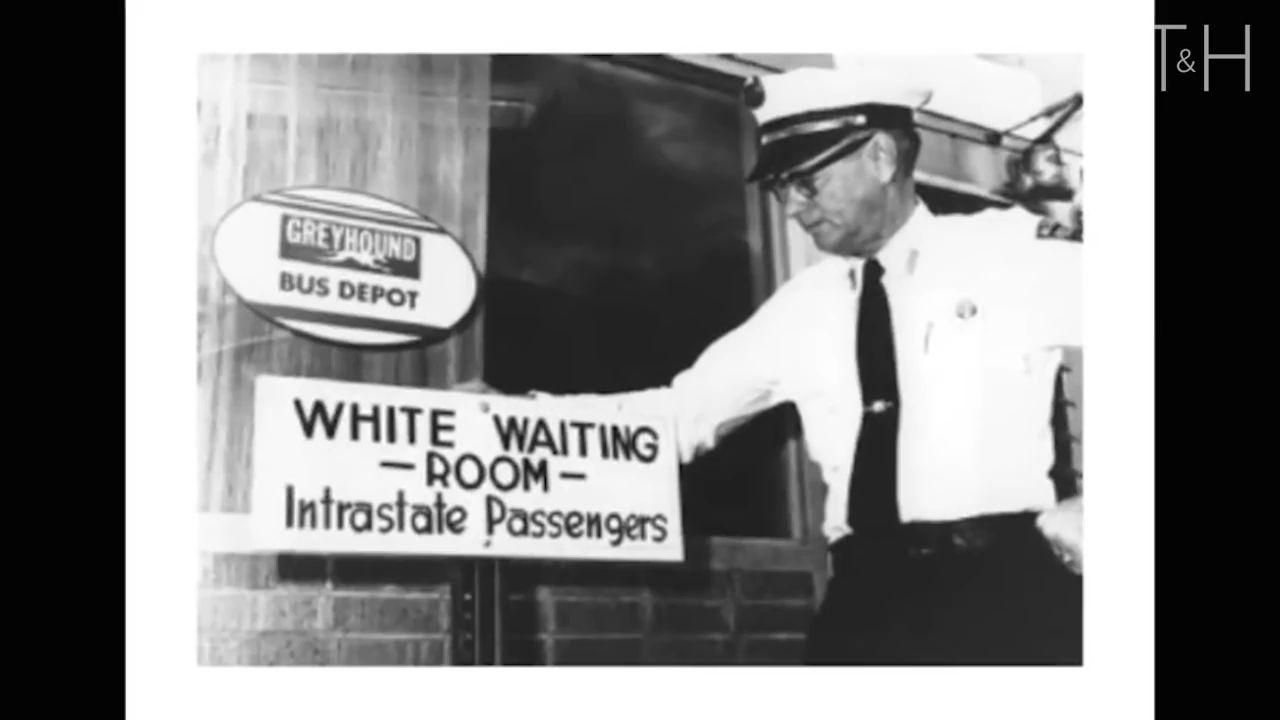 T&H
GREYHOUND
BUS DEPOT
WHITE WAITING
—ROOM—
Intrastate Passengers